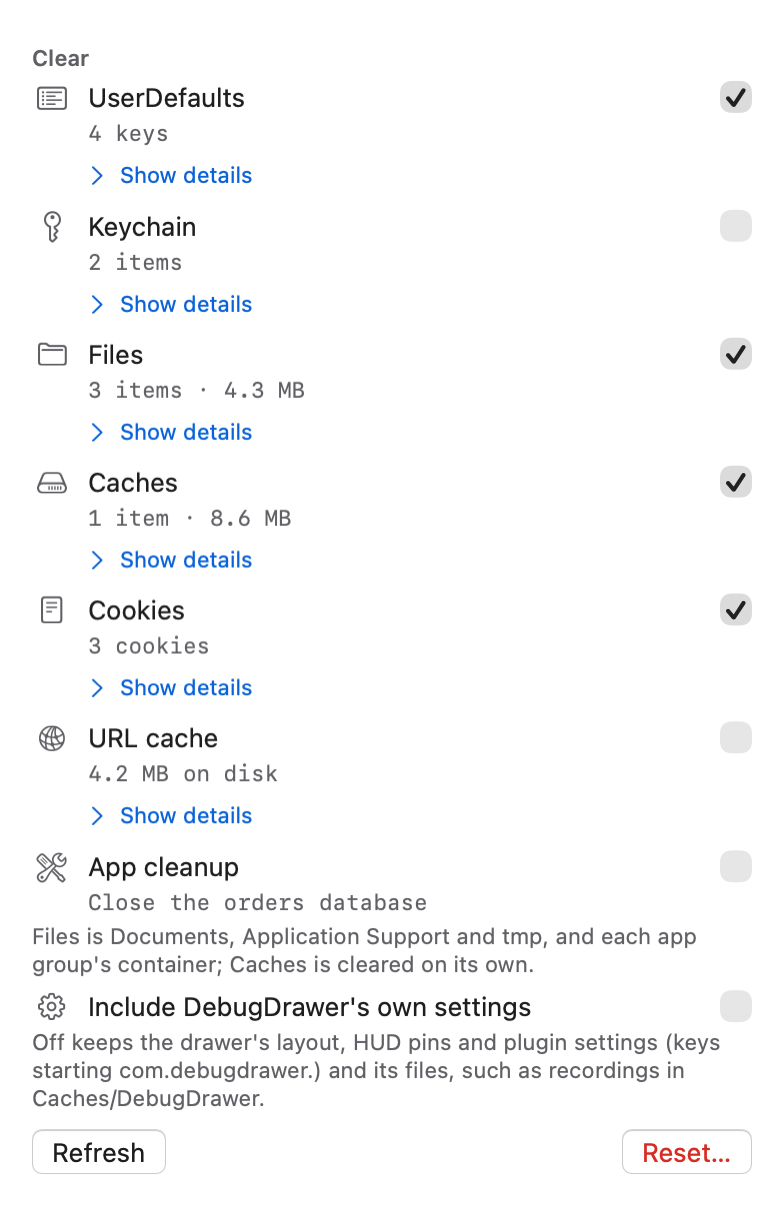 Clear
UserDefaults
4 keys
Show details
Keychain
2 items
Show details
Files
3 items · 4.3 MB
Show details
Caches
1 item · 8.6 MB
Show details
Cookies
3 cookies
Show details
URL cache
4.2 MB on disk
Show details
App cleanup
Close the orders database
Files is Documents, Application Support and tmp, and each app
group's container; Caches is cleared on its own.
Include DebugDrawer's own settings
Off keeps the drawer's layout, HUD pins and plugin settings (keys
starting com.debugdrawer.) and its files, such as recordings in
Caches/DebugDrawer.
Refresh
Reset...